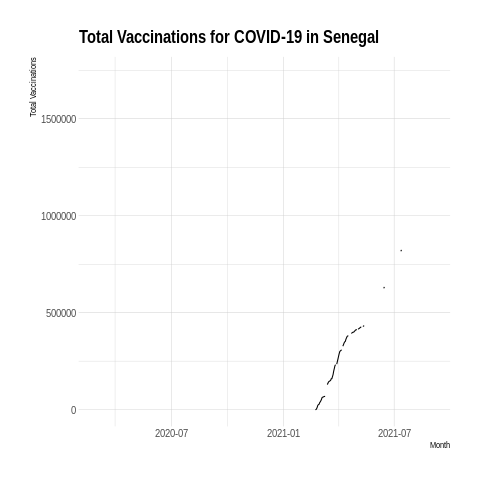 Total Vaccinations for COVID-19 in Senegal
Total Vaccinations
1500000
1000000
500000
0
2020-07
2021-01
2021-07
Month